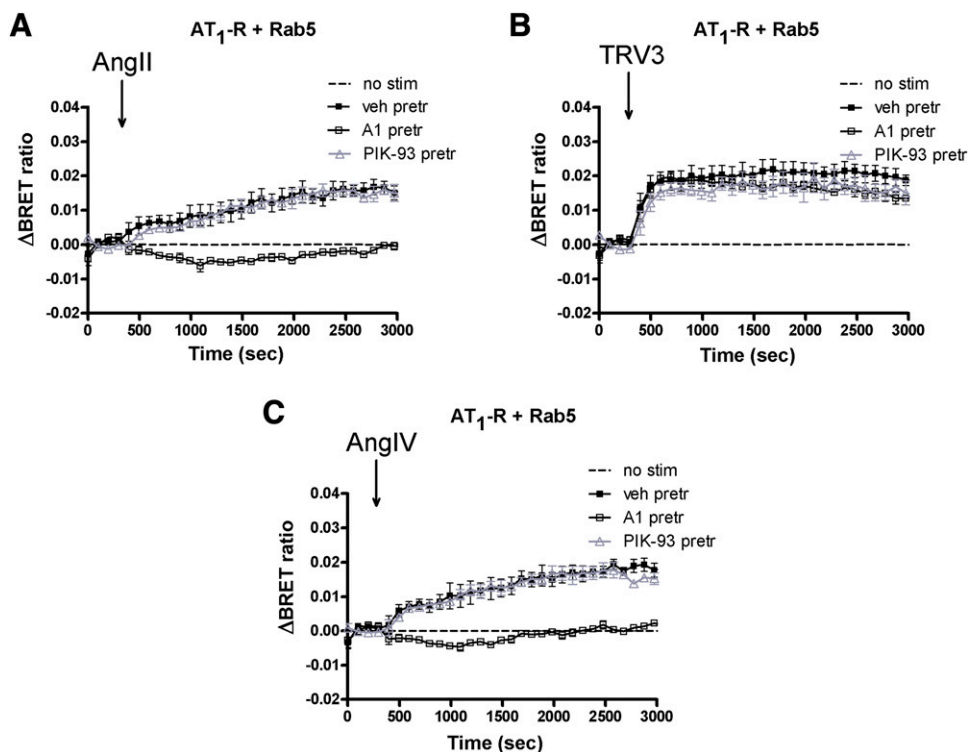 A
AT1-R + Rab5
AngII
no stim
veh pretr
A1 pretr
PIK-93 pretr
ΔBRET ratio
0.04
0.03
0.02
0.01
0.00
-0.01
-0.02
0 500 1000 1500 2000 2500 3000
Time (sec)
B
AT1-R + Rab5
TRV3
no stim
veh pretr
A1 pretr
PIK-93 pretr
ΔBRET ratio
0.04
0.03
0.02
0.01
0.00
-0.01
-0.02
0 500 1000 1500 2000 2500 3000
Time (sec)
C
AT1-R + Rab5
AngIV
no stim
veh pretr
A1 pretr
PIK-93 pretr
ΔBRET ratio
0.04
0.03
0.02
0.01
0.00
-0.01
-0.02
0 500 1000 1500 2000 2500 3000
Time (sec)